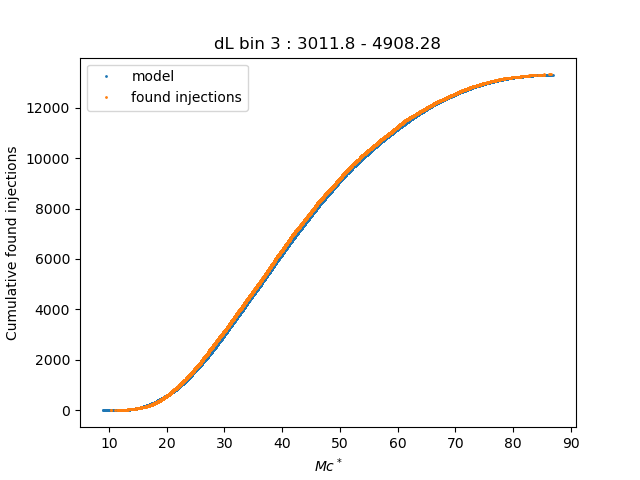 dL bin 3 : 3011.8 - 4908.28
model
found injections
Cumulative found injections
12000
10000
8000
6000
4000
2000
0
10 20 30 40 50 60 70 80 90
Mc*